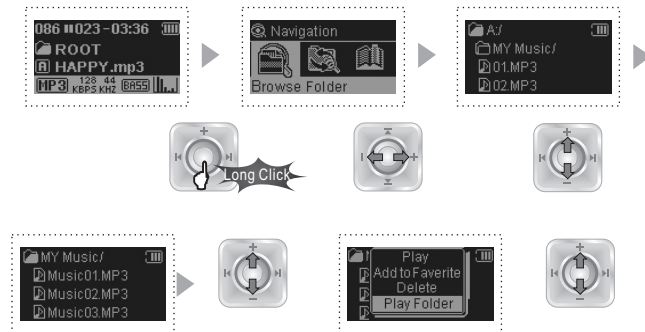 086 023-03:36
ROOT
A HAPPY.mp3
MP3 128 KBPS 44 KHZ BASS
Navigation
Browse Folder
A:/
MY Music/
01.MP3
02.MP3
Long Click
MY Music/
Music01.MP3
Music02.MP3
Music03.MP3
Play
Add to Faverite
Delete
Play Folder